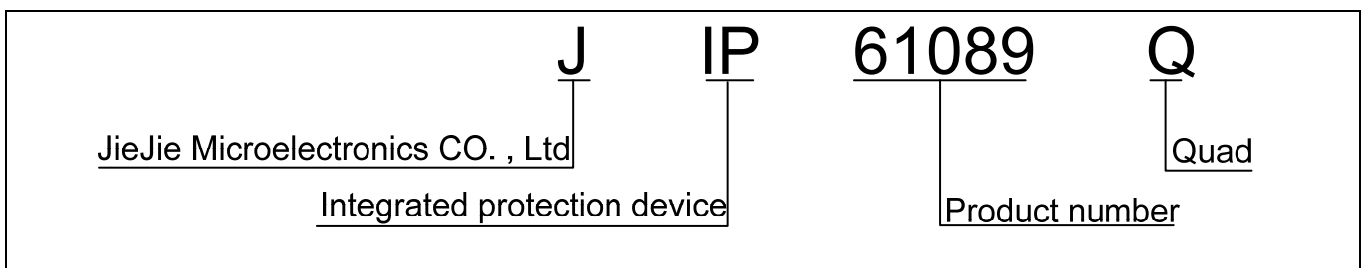 J IP 61089 Q
JieJie Microelectronics CO. , Ltd
Quad
Integrated protection device
Product number